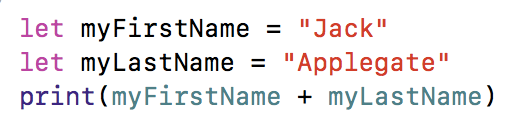 let myFirstName = "Jack"
let myLastName = "Applegate"
print(myFirstName + myLastName)